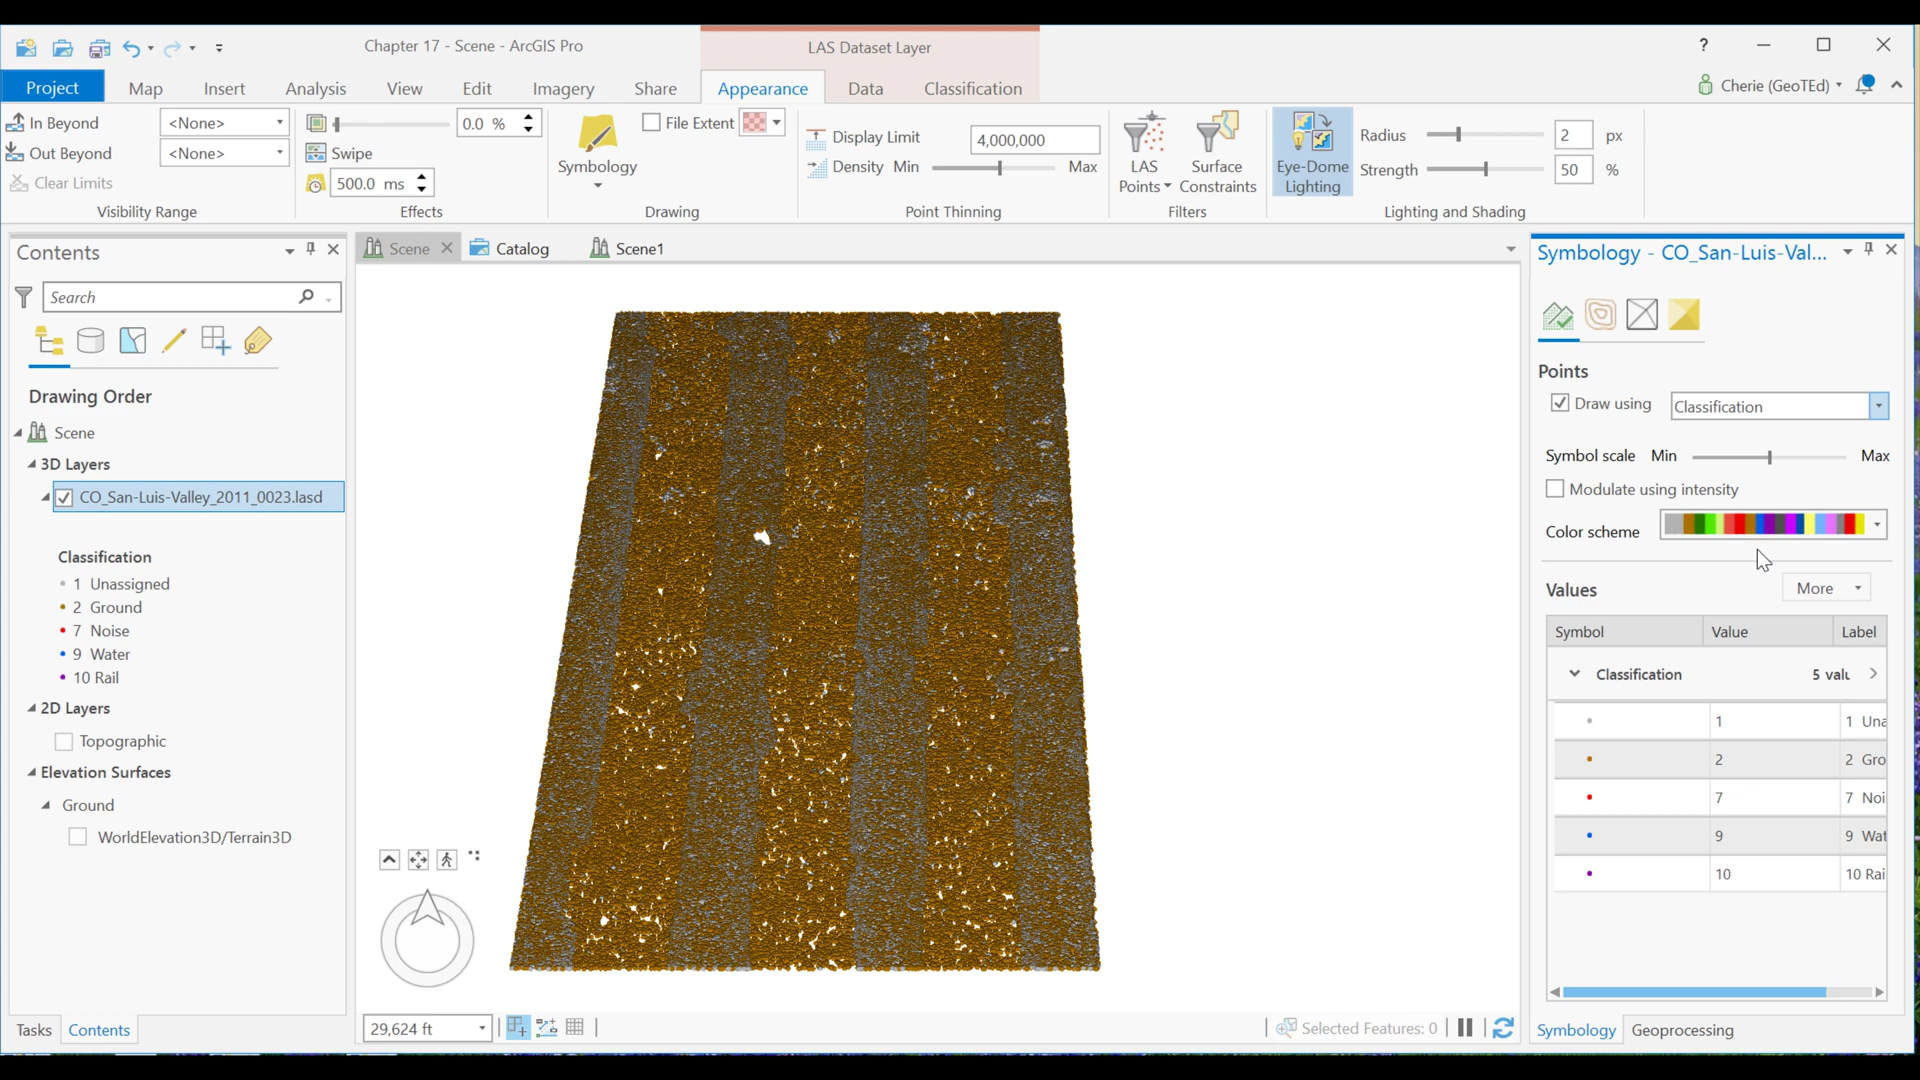 Chapter 17 - Scene - ArcGIS Pro
LAS Dataset Layer
?
Project
Map
Insert
Analysis
View
Edit
Imagery
Share
Appearance
Data
Classification
Cherie (GeoTEd)
In Beyond
<None>
Out Beyond
<None>
Clear Limits
Visibility Range
0.0 %
Swipe
500.0 ms
Effects
Symbology
File Extent
Drawing
Display Limit
4,000,000
Density Min
Max
Point Thinning
LAS Points
Surface Constraints
Filters
Eye-Dome Lighting
Radius
2 px
Strength
50 %
Lighting and Shading
Contents
Search
Drawing Order
Scene
3D Layers
CO_San-Luis-Valley_2011_0023.lasd
Classification
1 Unassigned
2 Ground
7 Noise
9 Water
10 Rail
2D Layers
Topographic
Elevation Surfaces
Ground
WorldElevation3D/Terrain3D
Tasks
Contents
Scene
Catalog
Scene1
29,624 ft
Selected Features: 0
Symbology - CO_San-Luis-Val...
Points
Draw using
Classification
Symbol scale Min
Max
Modulate using intensity
Color scheme
Values
More
Symbol Value Label
Classification 5 valu
1 1 Una
2 2 Gro
7 7 Noi
9 9 Wat
10 10 Rai
Symbology
Geoprocessing